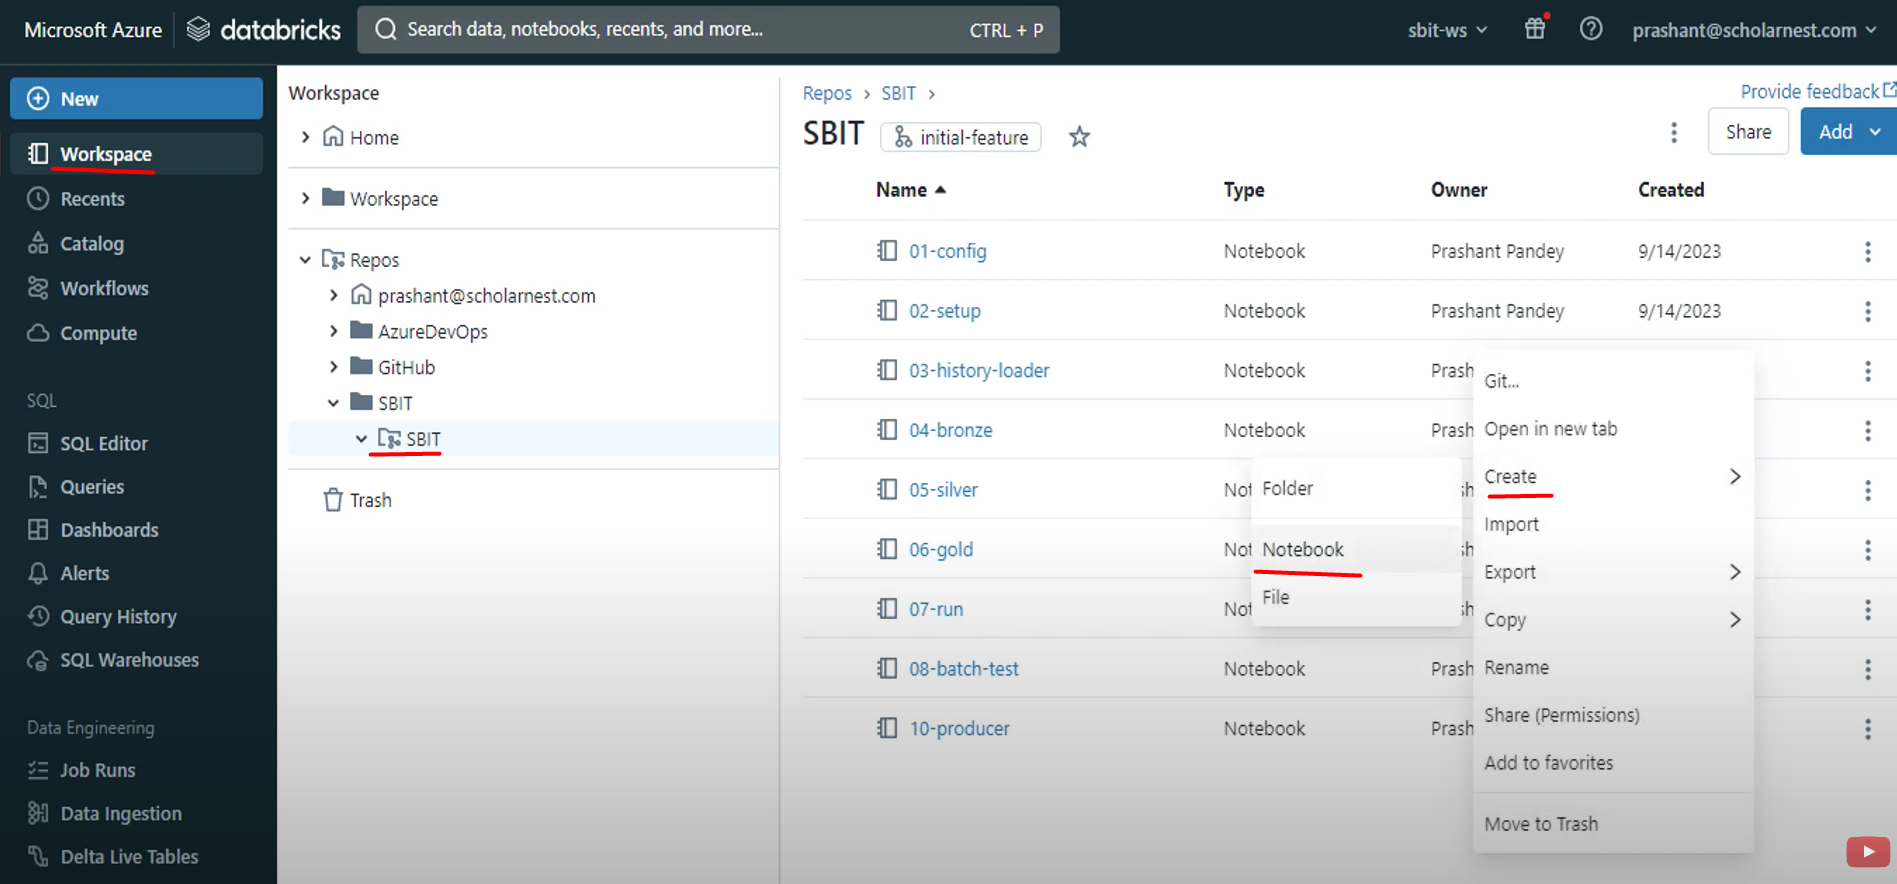 Microsoft Azure databricks Search data, notebooks, recents, and more... CTRL + P sbit-ws prashant@scholarnest.com
New
Workspace
Recents
Catalog
Workflows
Compute
SQL
SQL Editor
Queries
Dashboards
Alerts
Query History
SQL Warehouses
Data Engineering
Job Runs
Data Ingestion
Delta Live Tables
Workspace
Home
Workspace
Repos
prashant@scholarnest.com
AzureDevOps
GitHub
SBIT
SBIT
Trash
Repos > SBIT >
Provide feedback
SBIT initial-feature
Share Add
Name Type Owner Created
01-config Notebook Prashant Pandey 9/14/2023
02-setup Notebook Prashant Pandey 9/14/2023
03-history-loader Notebook Prash
04-bronze Notebook Prash
05-silver Not sh
06-gold Not sh
07-run Not sh
08-batch-test Notebook Prash
10-producer Notebook Prash
Folder
Notebook
File
Git...
Open in new tab
Create
Import
Export
Copy
Rename
Share (Permissions)
Add to favorites
Move to Trash